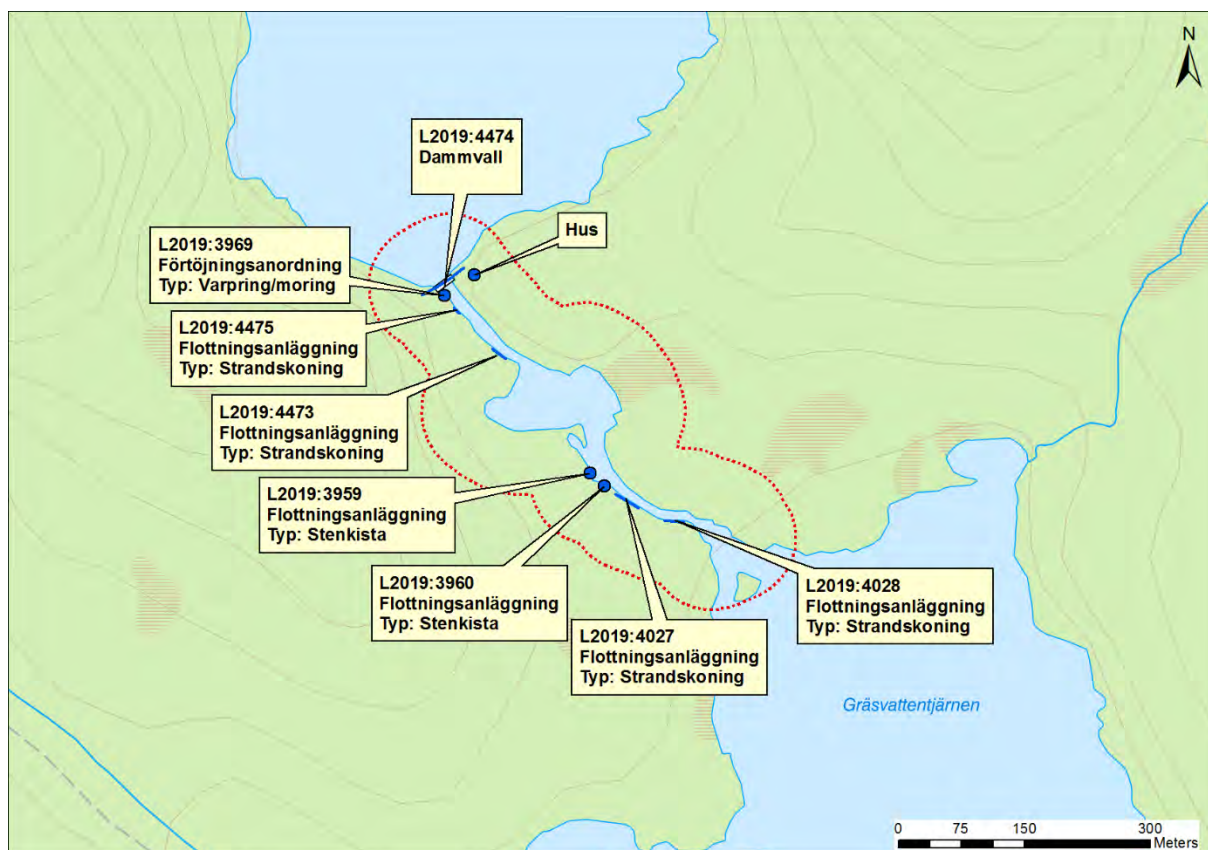 N
L2019:4474
Dammvall
Hus
L2019:3969
Förtöjningsanordning
Typ: Varpring/moring
L2019:4475
Flottningsanläggning
Typ: Strandskoning
L2019:4473
Flottningsanläggning
Typ: Strandskoning
L2019:3959
Flottningsanläggning
Typ: Stenkista
L2019:3960
Flottningsanläggning
Typ: Stenkista
L2019:4028
Flottningsanläggning
Typ: Strandskoning
L2019:4027
Flottningsanläggning
Typ: Strandskoning
Gräsvattentjärnen
0 75 150 300
Meters